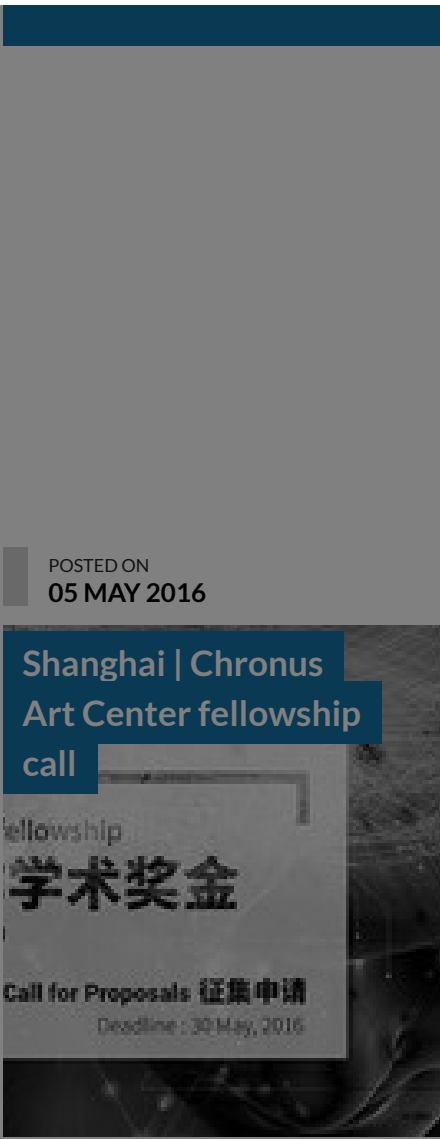 POSTED ON
05 MAY 2016
Shanghai | Chronus
Art Center fellowship
call
ellowship
学术奖金
Call for Proposals 征集申请
Deadline : 30 May, 2016